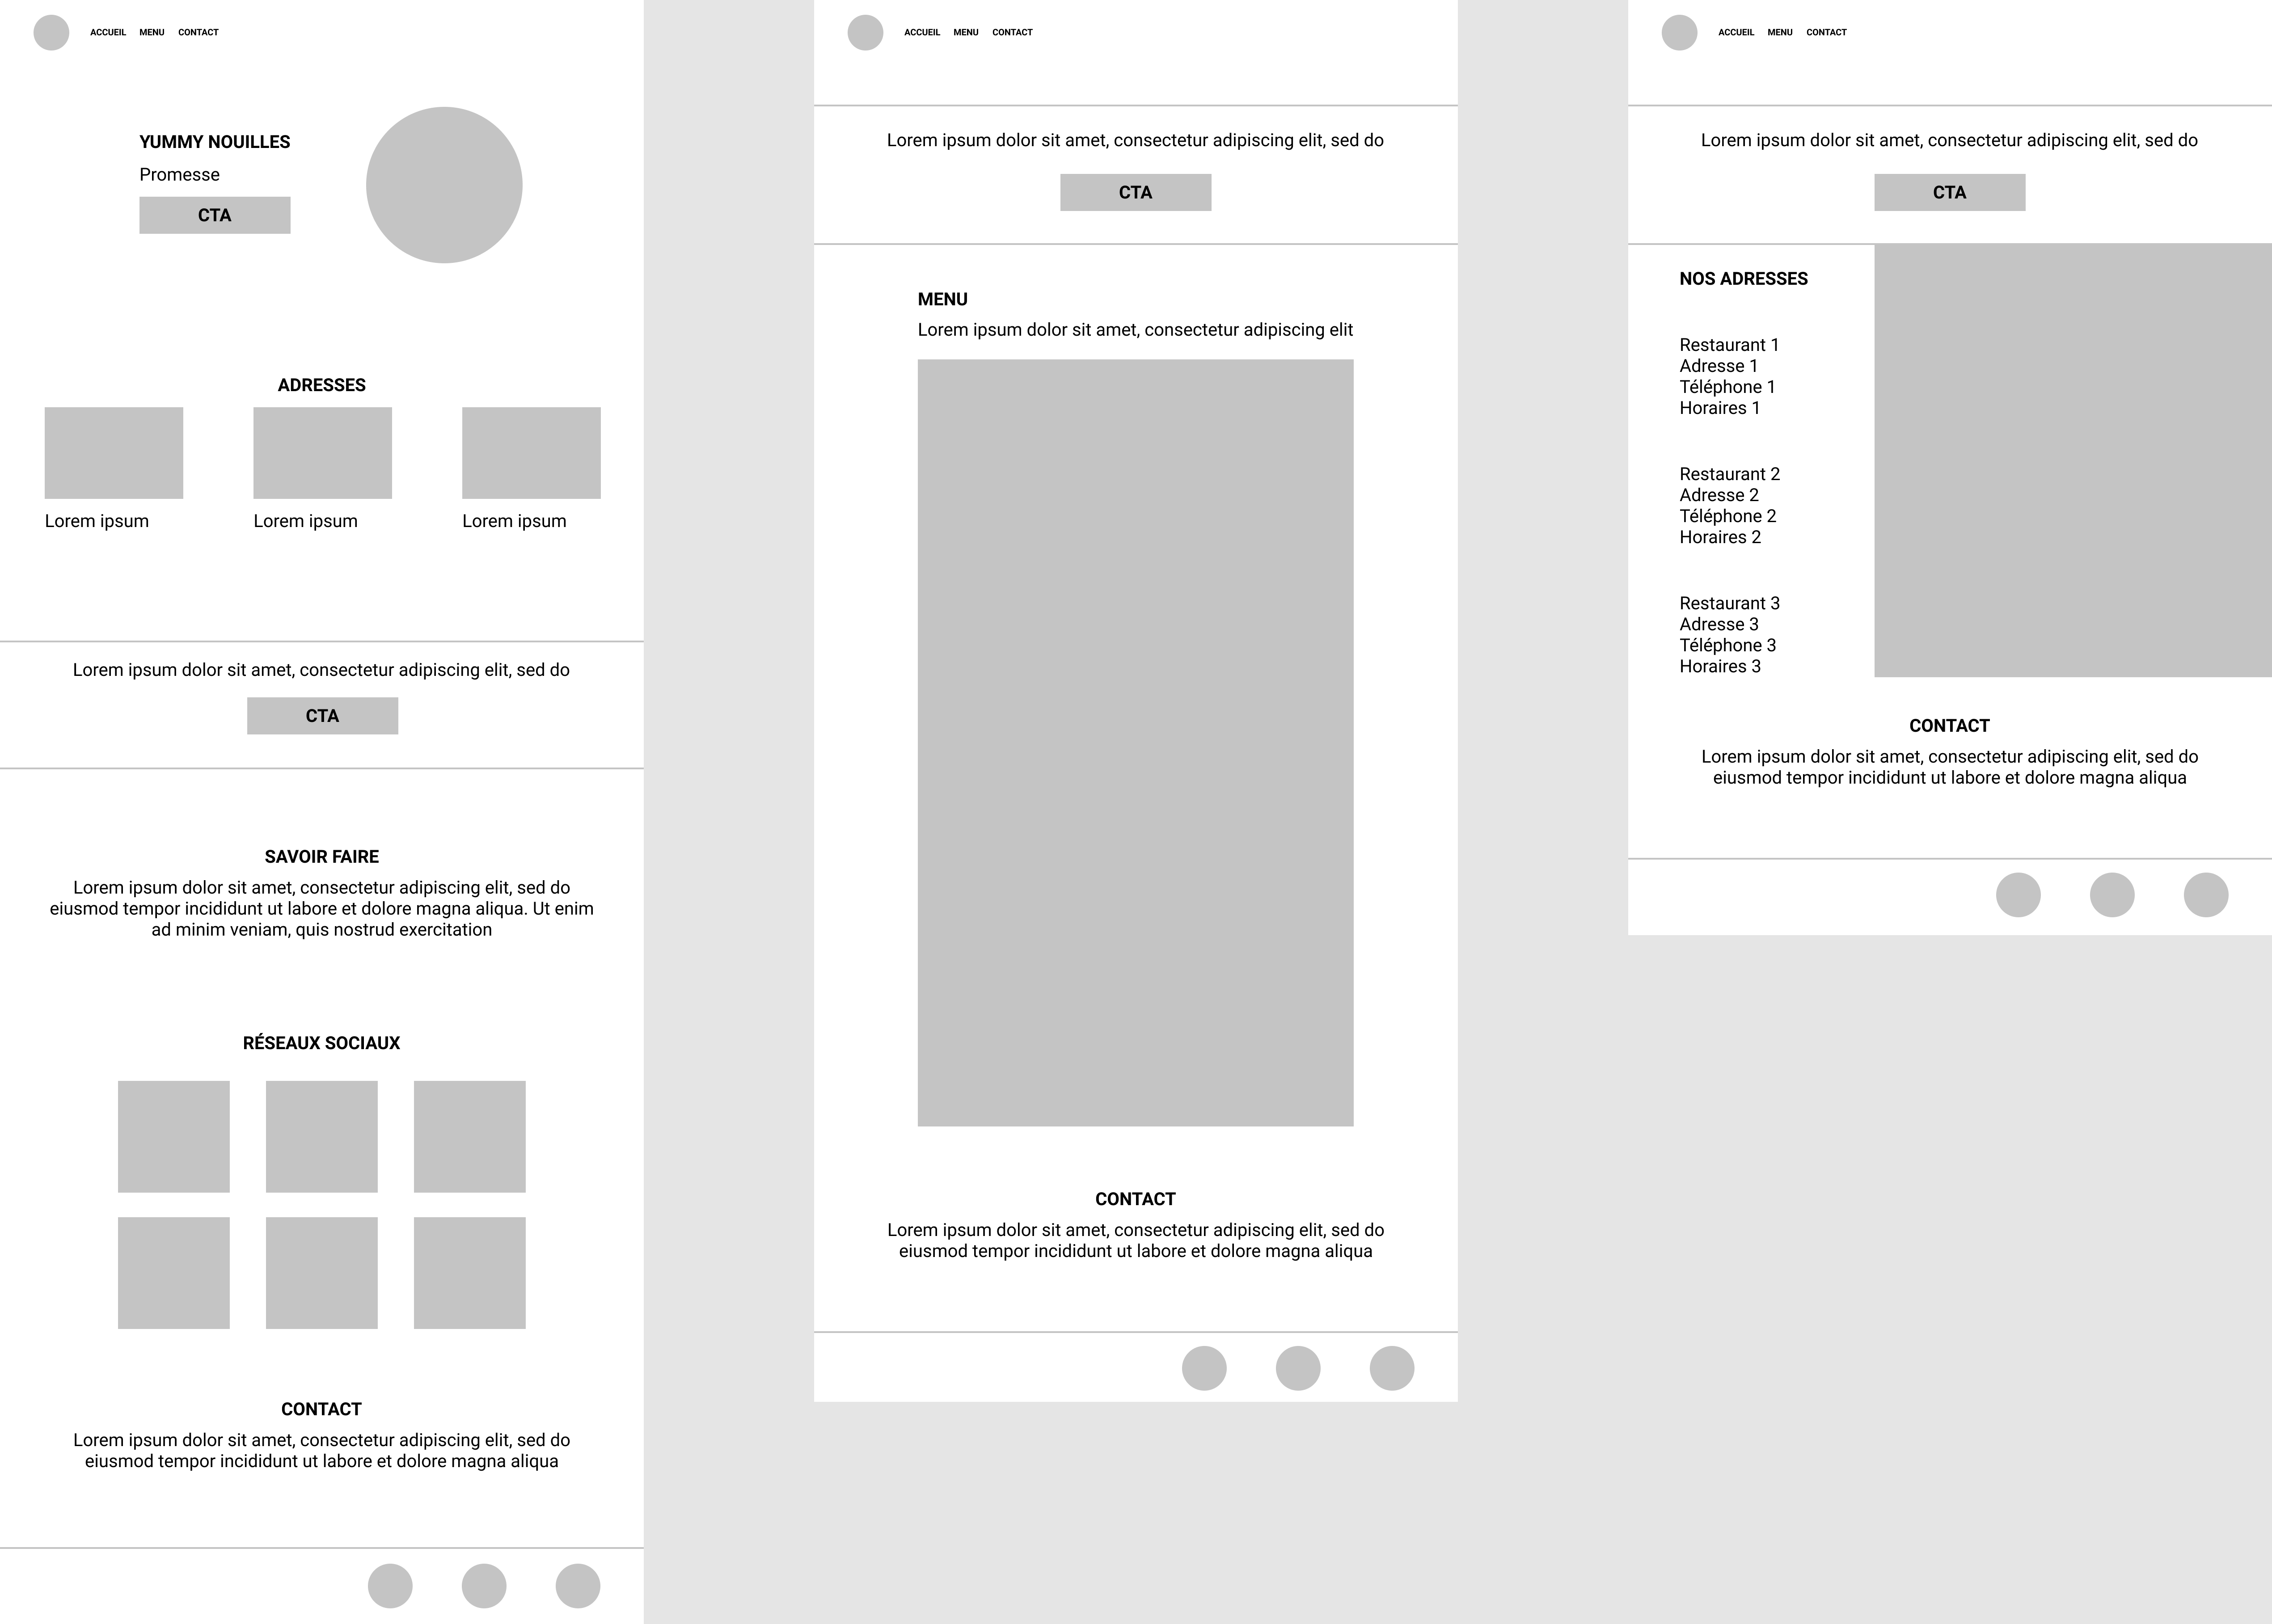 ACCUEIL MENU CONTACT
YUMMY NOUILLES
Promesse
CTA
ADRESSES
Lorem ipsum Lorem ipsum Lorem ipsum
Lorem ipsum dolor sit amet, consectetur adipiscing elit, sed do
CTA
SAVOIR FAIRE
Lorem ipsum dolor sit amet, consectetur adipiscing elit, sed do
eiusmod tempor incididunt ut labore et dolore magna aliqua. Ut enim
ad minim veniam, quis nostrud exercitation
RÉSEAUX SOCIAUX
CONTACT
Lorem ipsum dolor sit amet, consectetur adipiscing elit, sed do
eiusmod tempor incididunt ut labore et dolore magna aliqua
ACCUEIL MENU CONTACT
Lorem ipsum dolor sit amet, consectetur adipiscing elit, sed do
CTA
MENU
Lorem ipsum dolor sit amet, consectetur adipiscing elit
CONTACT
Lorem ipsum dolor sit amet, consectetur adipiscing elit, sed do
eiusmod tempor incididunt ut labore et dolore magna aliqua
ACCUEIL MENU CONTACT
Lorem ipsum dolor sit amet, consectetur adipiscing elit, sed do
CTA
NOS ADRESSES
Restaurant 1
Adresse 1
Téléphone 1
Horaires 1
Restaurant 2
Adresse 2
Téléphone 2
Horaires 2
Restaurant 3
Adresse 3
Téléphone 3
Horaires 3
CONTACT
Lorem ipsum dolor sit amet, consectetur adipiscing elit, sed do
eiusmod tempor incididunt ut labore et dolore magna aliqua